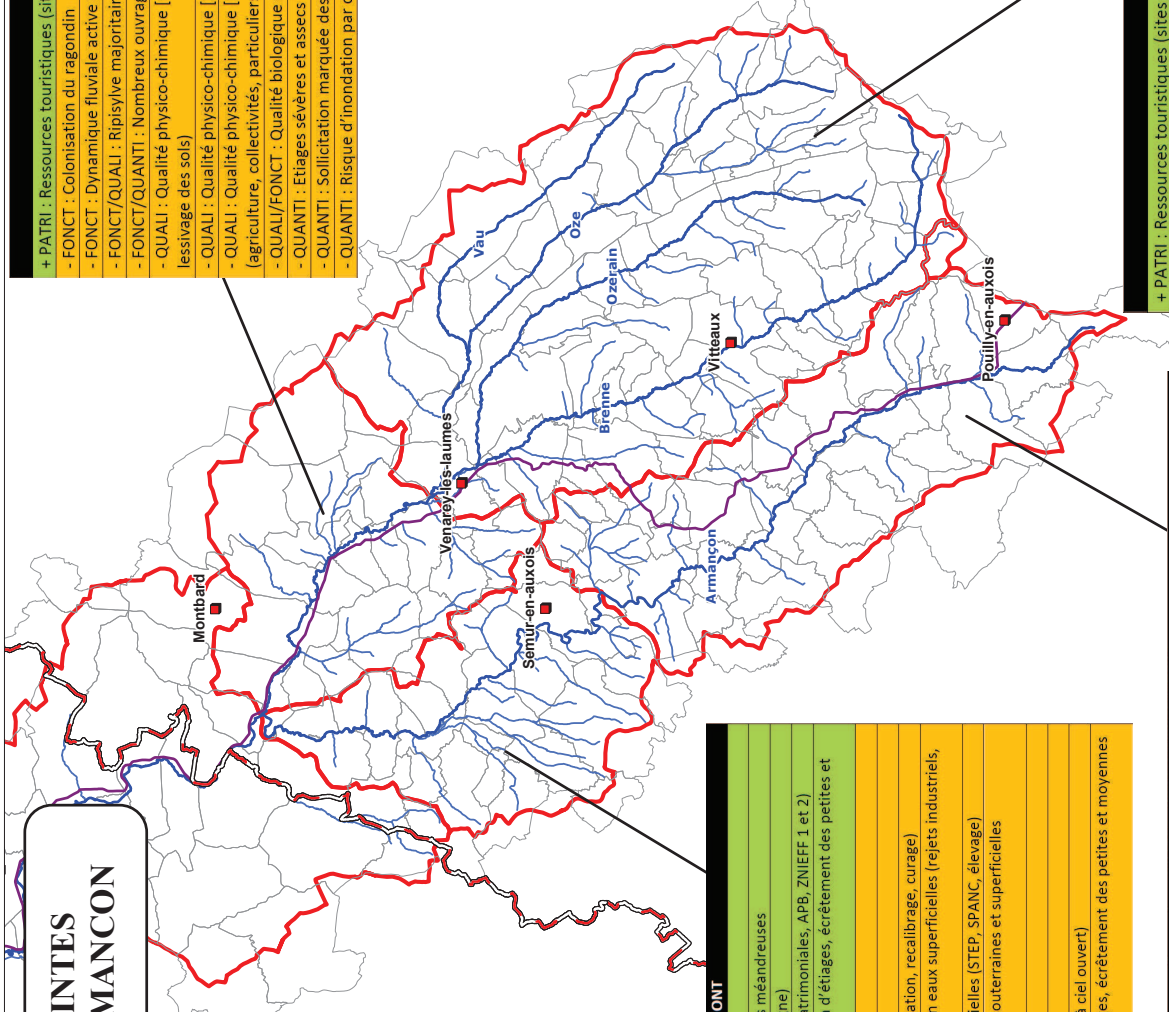 INTES
MANCON
+ PATRI : Ressources touristiques (sit
- FONCT : Colonisation du ragondin
- FONCT : Dynamique fluviale active
- FONCT/QUALI : Ripisylve majoritair
- FONCT/QUANTI : Nombreux ouvrag
- QUALI : Qualité physico-chimique [
lessivage des sols)
- QUALI : Qualité physico-chimique [
- QUALI : Qualité physico-chimique [
(agriculture, collectivités, particulier
- QUALI/FONCT : Qualité biologique
- QUANTI : Etiages sévères et assecs
- QUANTI : Sollicitation marquée des
- QUANTI : Risque d'inondation par
Montbard
Venarey-les-laumes
Semur-en-auxois
Vitteaux
Pouilly-en-auxois
Vau
Oze
Ozerain
Brenne
Armançon
ONT
s méandreuses
ne)
atrimoniales, APB, ZNIEFF 1 et 2)
d'étiages, écrêtement des petites et
ation, recalibrage, curage)
n eaux superficielles (rejets industriels,
elles (STEP, SPANC, élevage)
outerraines et superficielles
à ciel ouvert)
es, écrêtement des petites et moyennes
+ PATRI : Ressources touristiques (sites